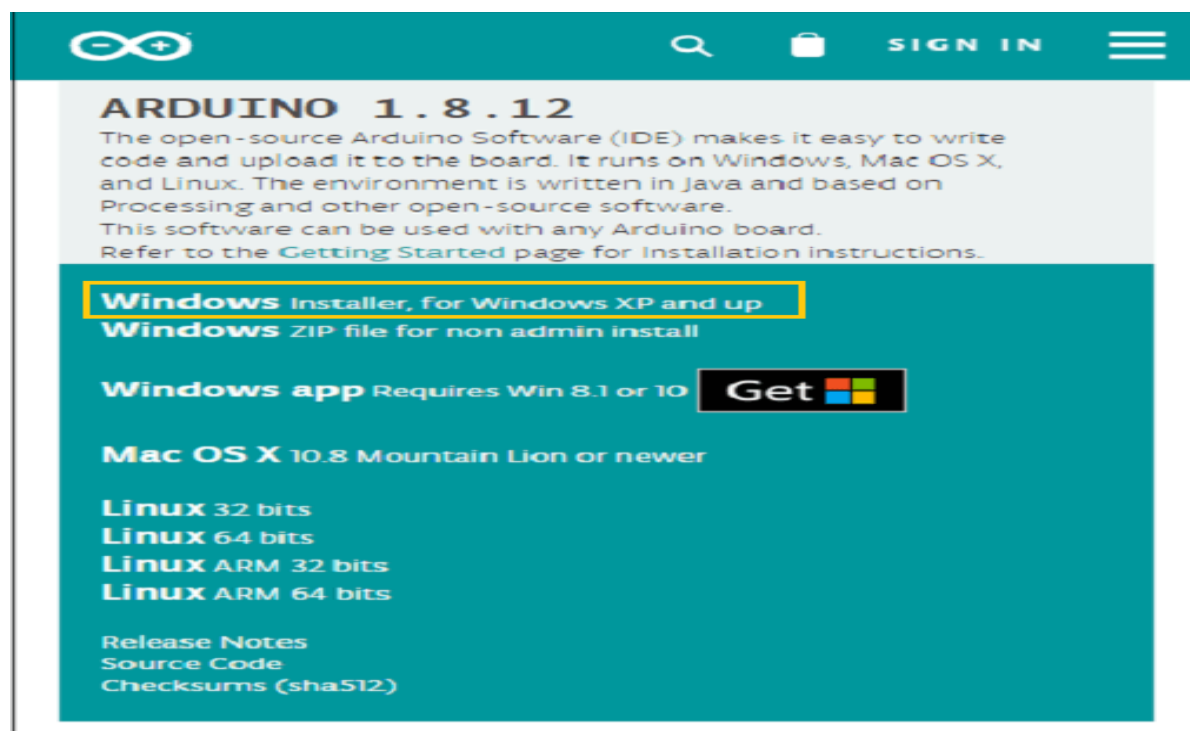 SIGN IN
ARDUINO 1.8.12
The open-source Arduino Software (IDE) makes it easy to write
code and upload it to the board. It runs on Windows, Mac OS X,
and Linux. The environment is written in Java and based on
Processing and other open-source software.
This software can be used with any Arduino board.
Refer to the Getting Started page for Installation instructions.
Windows Installer, for Windows XP and up
Windows ZIP file for non admin install
Windows app Requires Win 8.1 or 10 Get
Mac OS X 10.8 Mountain Lion or newer
Linux 32 bits
Linux 64 bits
Linux ARM 32 bits
Linux ARM 64 bits
Release Notes
Source Code
Checksums (sha512)